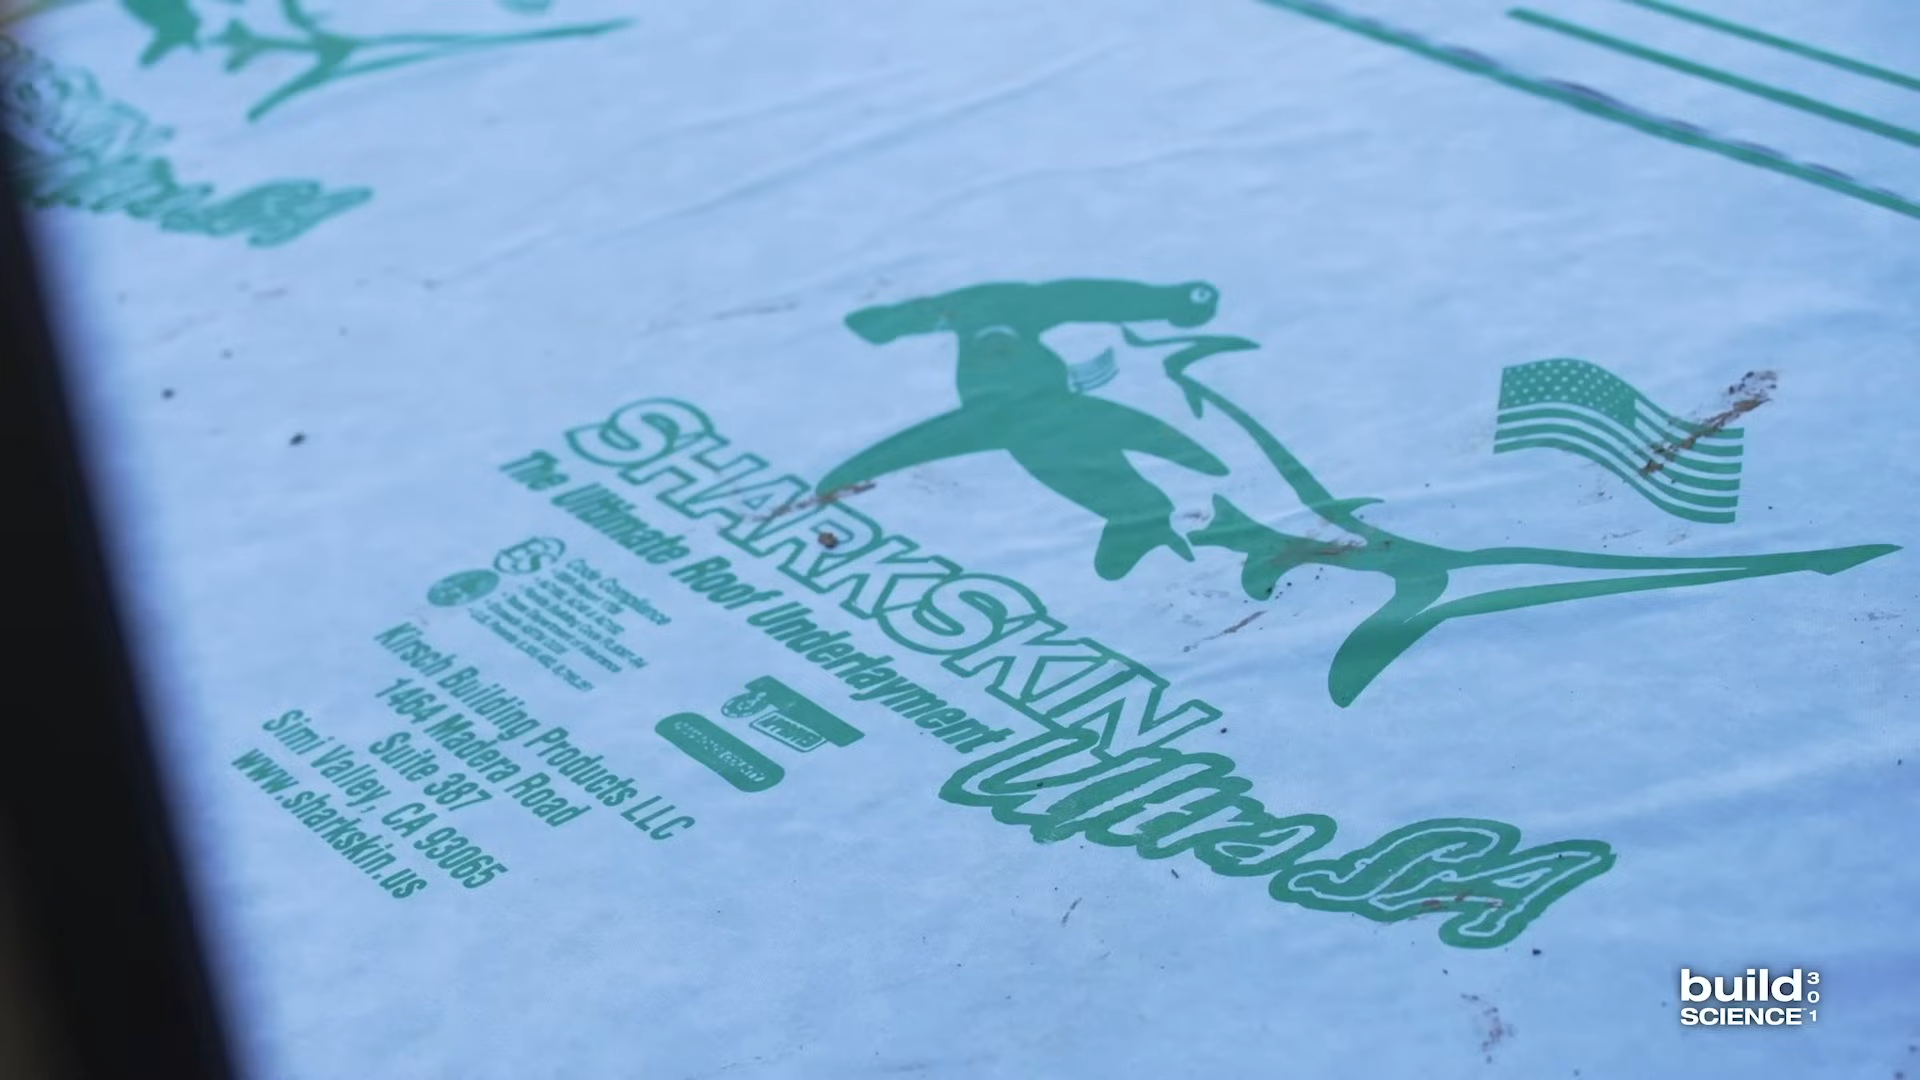 SHARKSKIN
Ultra SA
The Ultimate Roof Underlayment
Code Compliance
Kirsch Building Products LLC
1464 Madera Road
Suite 387
Simi Valley, CA 93065
www.sharkskin.us
build
SCIENCE
301